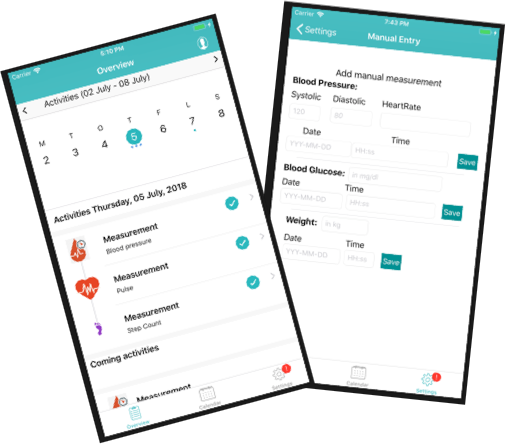 Carrier 6:10 PM
Overview
Activities (02 July - 08 July)
M T O T F L S
2 3 4 5 6 7 8
Activities Thursday, 05 July, 2018
Measurement
Blood pressure
Measurement
Pulse
Measurement
Step Count
Coming activities
Measurement
Overview Calendar Settings
1
Carrier 3:43 PM
Settings Manual Entry
Add manual measurement
Blood Pressure:
Systolic Diastolic HeartRate
120 80
Date Time
YYY-MM-DD HH:ss Save
Blood Glucose: in mg/dl
Date Time
YYY-MM-DD HH:ss Save
Weight: in kg
Date Time
YYY-MM-DD HH:ss Save
Calendar Settings
1